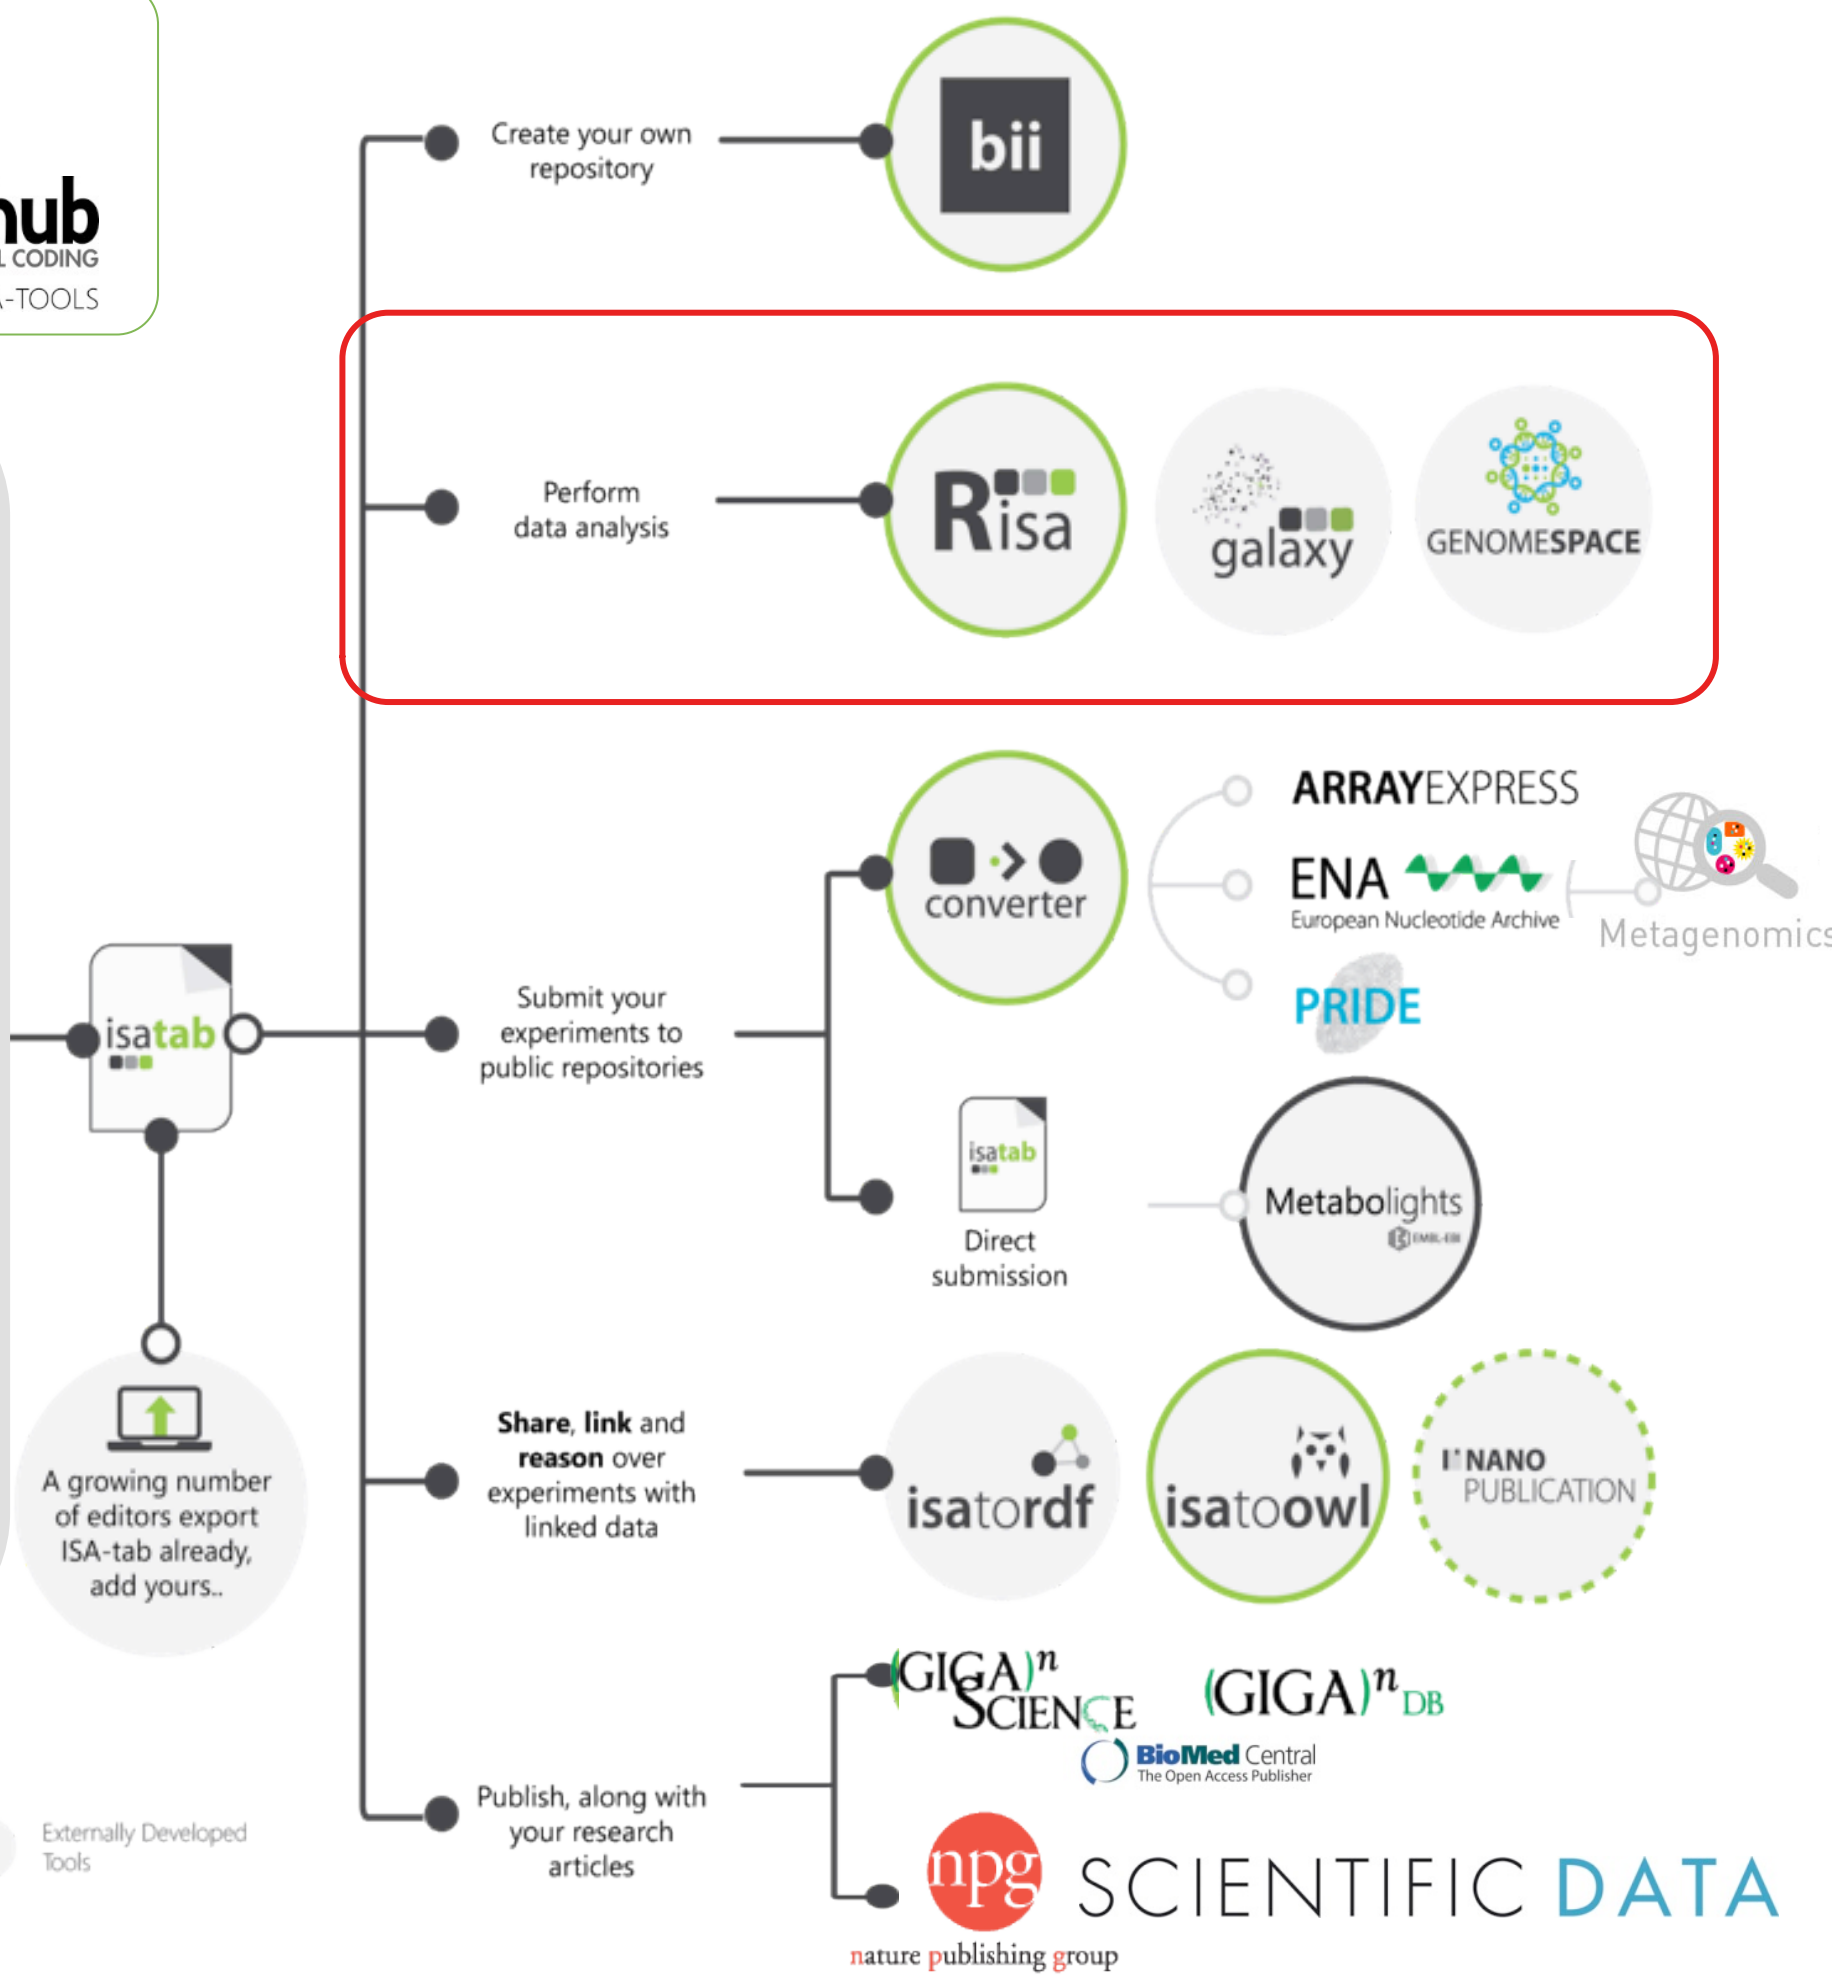 hub
L CODING
A-TOOLS
Create your own
repository
bii
Perform
data analysis
Risa
galaxy
GENOMESPACE
isatab
Submit your
experiments to
public repositories
converter
ARRAYEXPRESS
ENA
European Nucleotide Archive
Metagenomics
PRIDE
isatab
Direct
submission
Metabolights
EMBL-EBI
A growing number
of editors export
ISA-tab already,
add yours..
Share, link and
reason over
experiments with
linked data
isatordf
isatoowl
NANO
PUBLICATION
Externally Developed
Tools
Publish, along with
your research
articles
(GIGA)n
SCIENCE
(GIGA)n DB
BioMed Central
The Open Access Publisher
npg
nature publishing group
SCIENTIFIC DATA